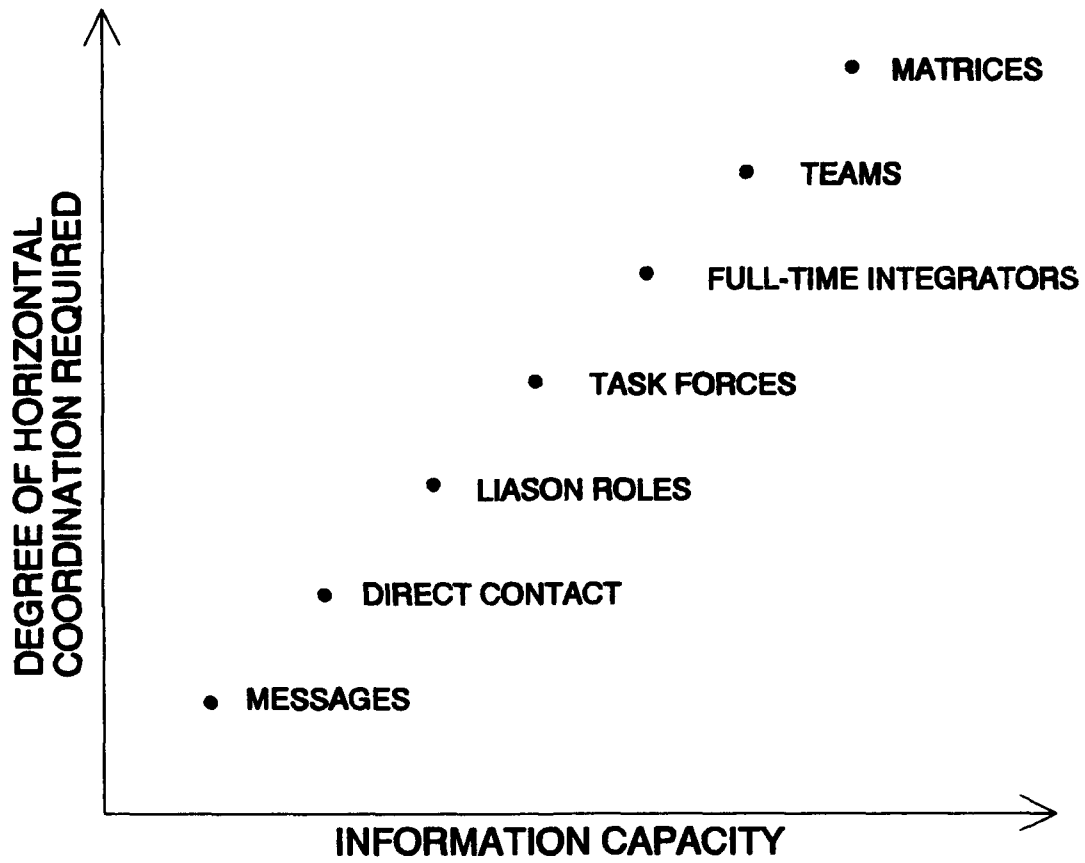 MATRICES
TEAMS
FULL-TIME INTEGRATORS
TASK FORCES
LIASON ROLES
DIRECT CONTACT
MESSAGES
DEGREE OF HORIZONTAL
COORDINATION REQUIRED
INFORMATION CAPACITY